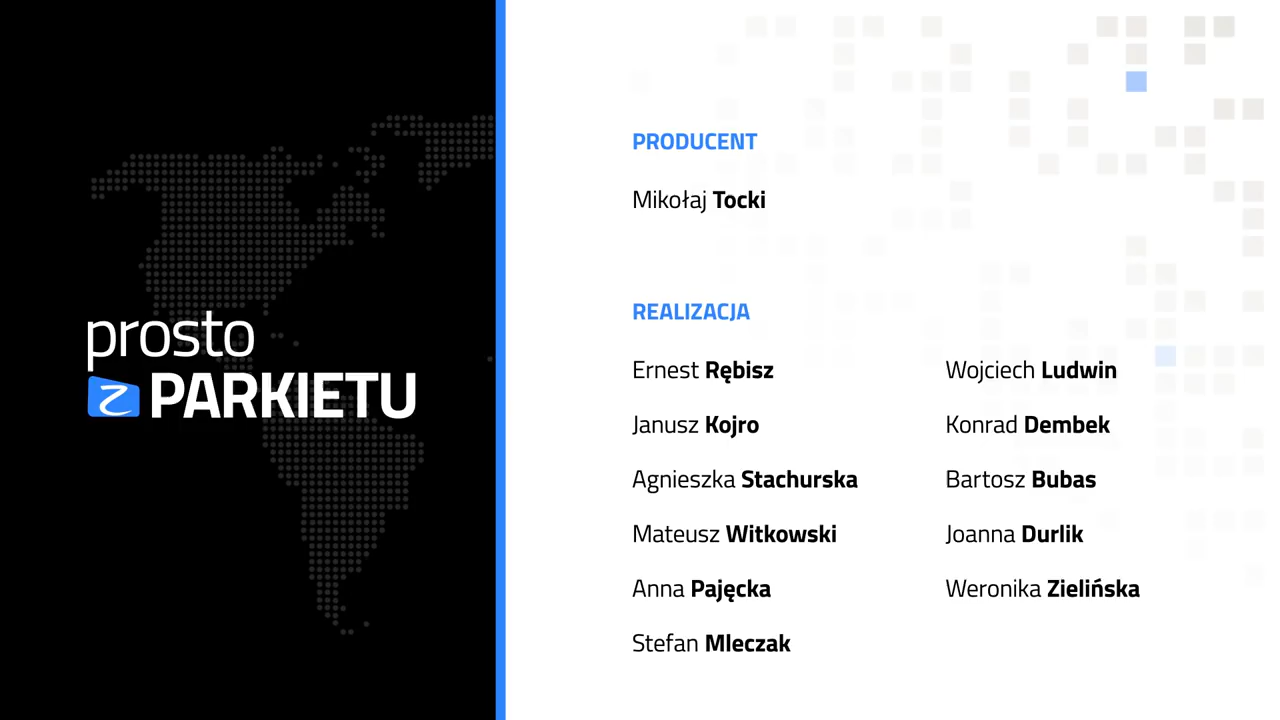 prosto
z PARKIETU
PRODUCENT
Mikołaj Tocki
REALIZACJA
Ernest Rębisz
Janusz Kojro
Agnieszka Stachurska
Mateusz Witkowski
Anna Pajęcka
Stefan Mleczak
Wojciech Ludwin
Konrad Dembek
Bartosz Bubas
Joanna Durlik
Weronika Zielińska